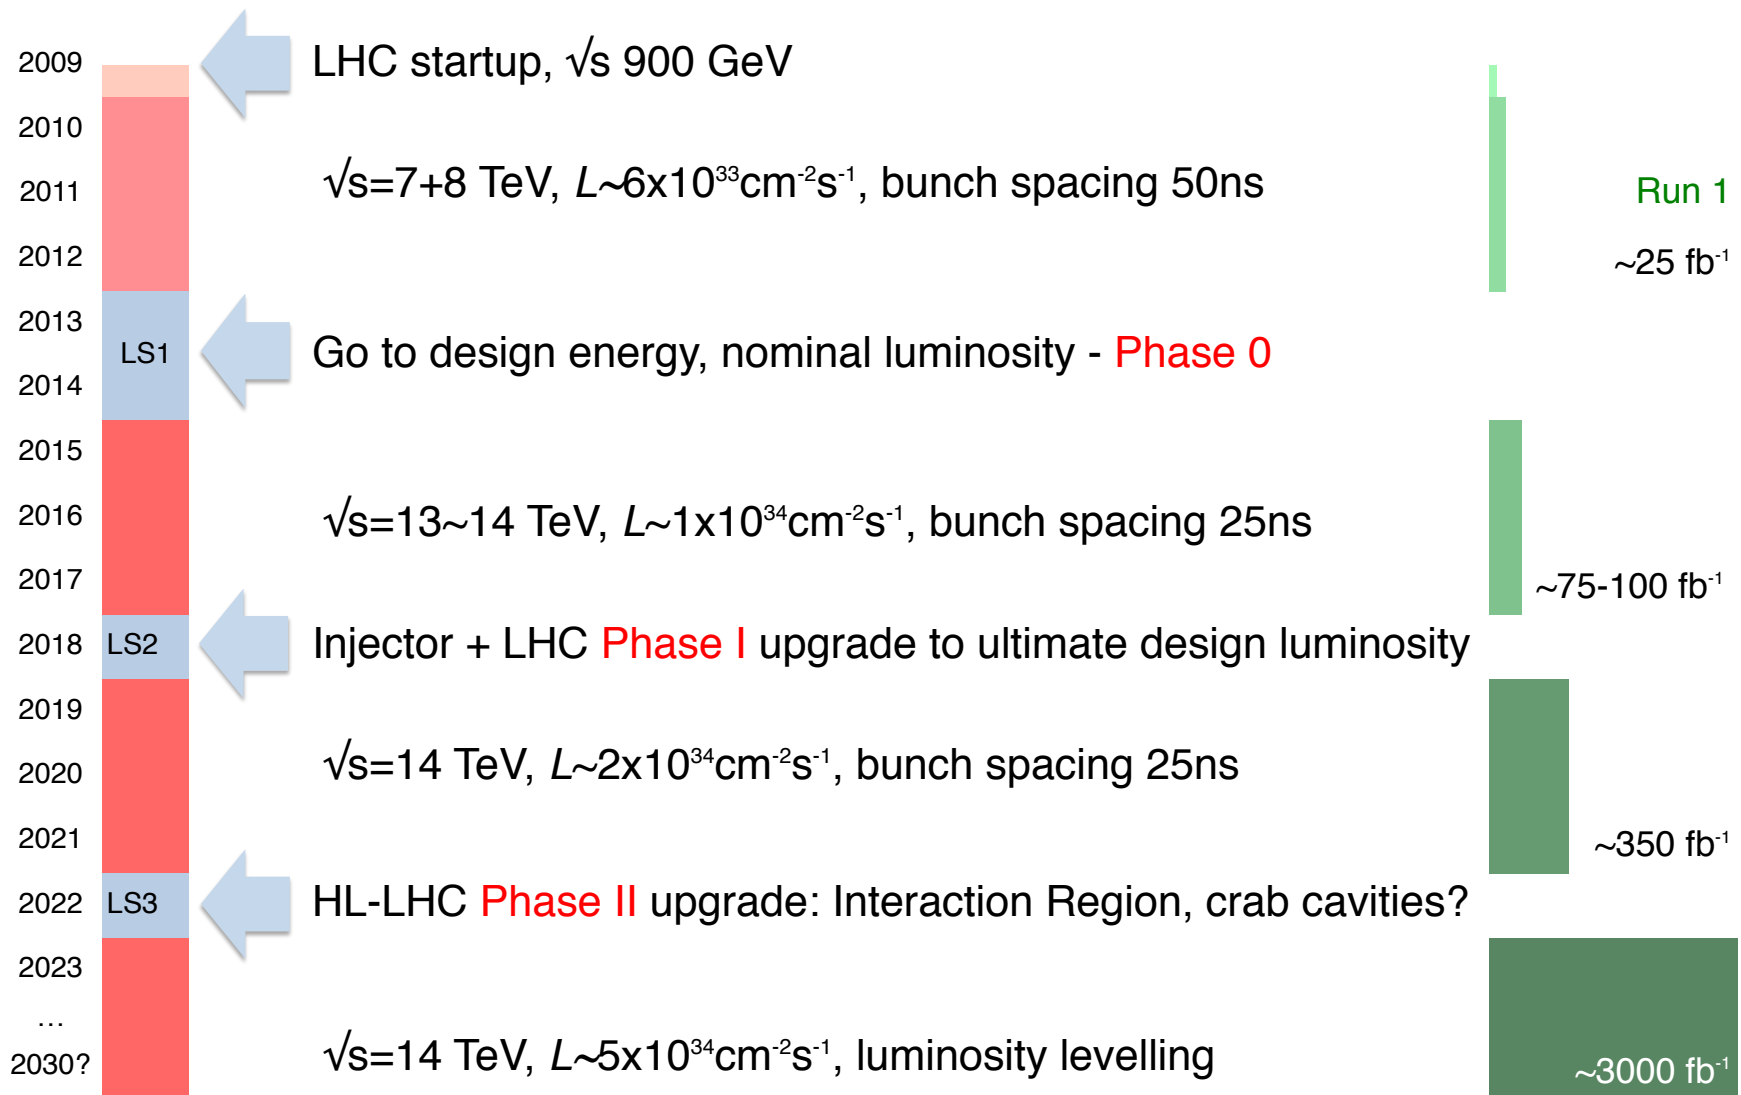 2009 LHC startup, √s 900 GeV
2010
√s=7+8 TeV, L~6x10³³cm⁻²s⁻¹, bunch spacing 50ns
2011 Run 1
2012 ~25 fb⁻¹
2013
LS1 Go to design energy, nominal luminosity - Phase 0
2014
2015
2016 √s=13~14 TeV, L~1x10³⁴cm⁻²s⁻¹, bunch spacing 25ns
2017 ~75-100 fb⁻¹
2018 LS2 Injector + LHC Phase I upgrade to ultimate design luminosity
2019
2020 √s=14 TeV, L~2x10³⁴cm⁻²s⁻¹, bunch spacing 25ns
2021 ~350 fb⁻¹
2022 LS3 HL-LHC Phase II upgrade: Interaction Region, crab cavities?
2023
…
2030? √s=14 TeV, L~5x10³⁴cm⁻²s⁻¹, luminosity levelling ~3000 fb⁻¹